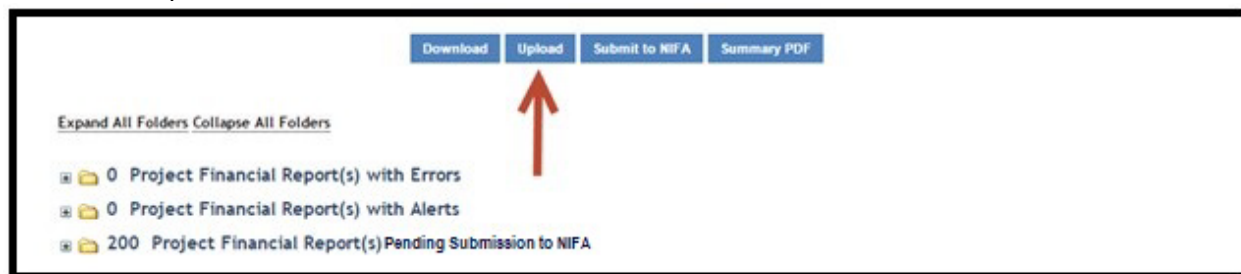 Download Upload Submit to NIFA Summary PDF
Expand All Folders Collapse All Folders
0 Project Financial Report(s) with Errors
0 Project Financial Report(s) with Alerts
200 Project Financial Report(s) Pending Submission to NIFA